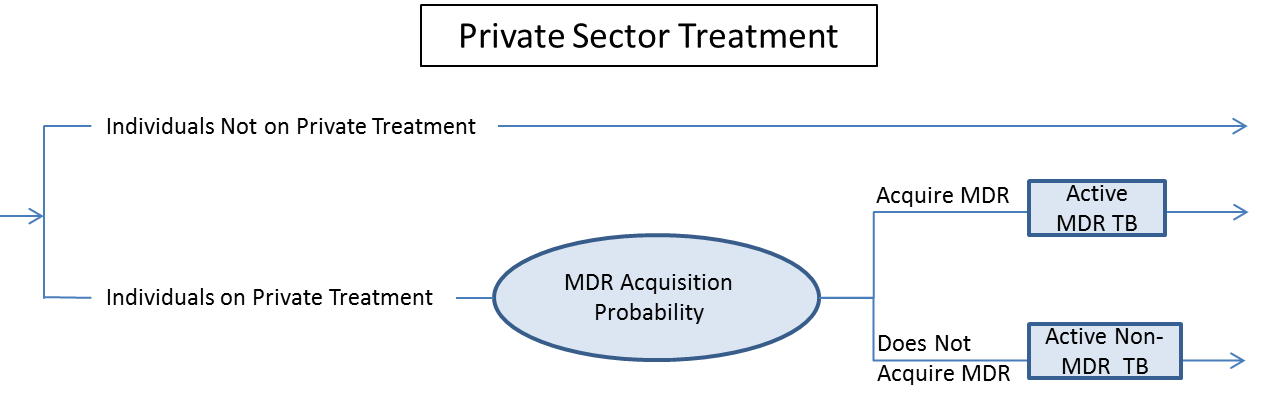 Private Sector Treatment
Individuals Not on Private Treatment
Acquire MDR
Active
MDR TB
Individuals on Private Treatment
MDR Acquisition
Probability
Does Not
Acquire MDR
Active Non-
MDR TB